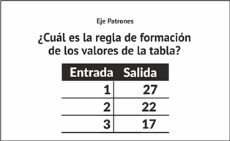 Eje Patrones
¿Cuál es la regla de formación
de los valores de la tabla?
Entrada Salida
1 27
2 22
3 17